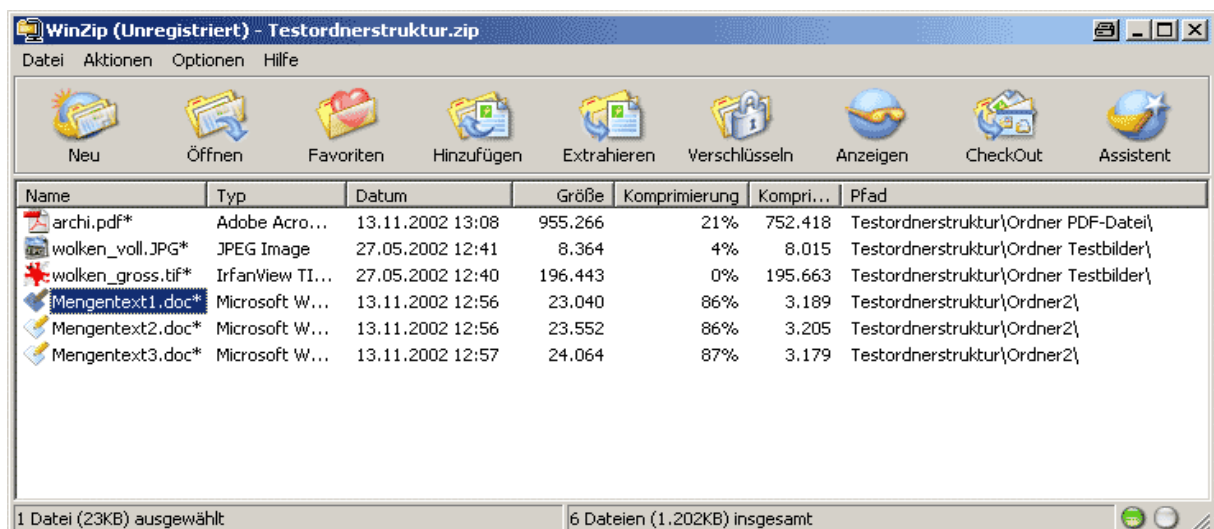 WinZip (Unregistriert) - Testordnerstruktur.zip
Datei Aktionen Optionen Hilfe
Neu Öffnen Favoriten Hinzufügen Extrahieren Verschlüsseln Anzeigen CheckOut Assistent
Name Typ Datum Größe Komprimierung Kompri... Pfad
archi.pdf* Adobe Acro... 13.11.2002 13:08 955.266 21% 752.418 Testordnerstruktur\Ordner PDF-Datei\
wolken_voll.JPG* JPEG Image 27.05.2002 12:41 8.364 4% 8.015 Testordnerstruktur\Ordner Testbilder\
wolken_gross.tif* IrfanView TI... 27.05.2002 12:40 196.443 0% 195.663 Testordnerstruktur\Ordner Testbilder\
Mengentext1.doc* Microsoft W... 13.11.2002 12:56 23.040 86% 3.189 Testordnerstruktur\Ordner2\
Mengentext2.doc* Microsoft W... 13.11.2002 12:56 23.552 86% 3.205 Testordnerstruktur\Ordner2\
Mengentext3.doc* Microsoft W... 13.11.2002 12:57 24.064 87% 3.179 Testordnerstruktur\Ordner2\
1 Datei (23KB) ausgewählt 6 Dateien (1.202KB) insgesamt